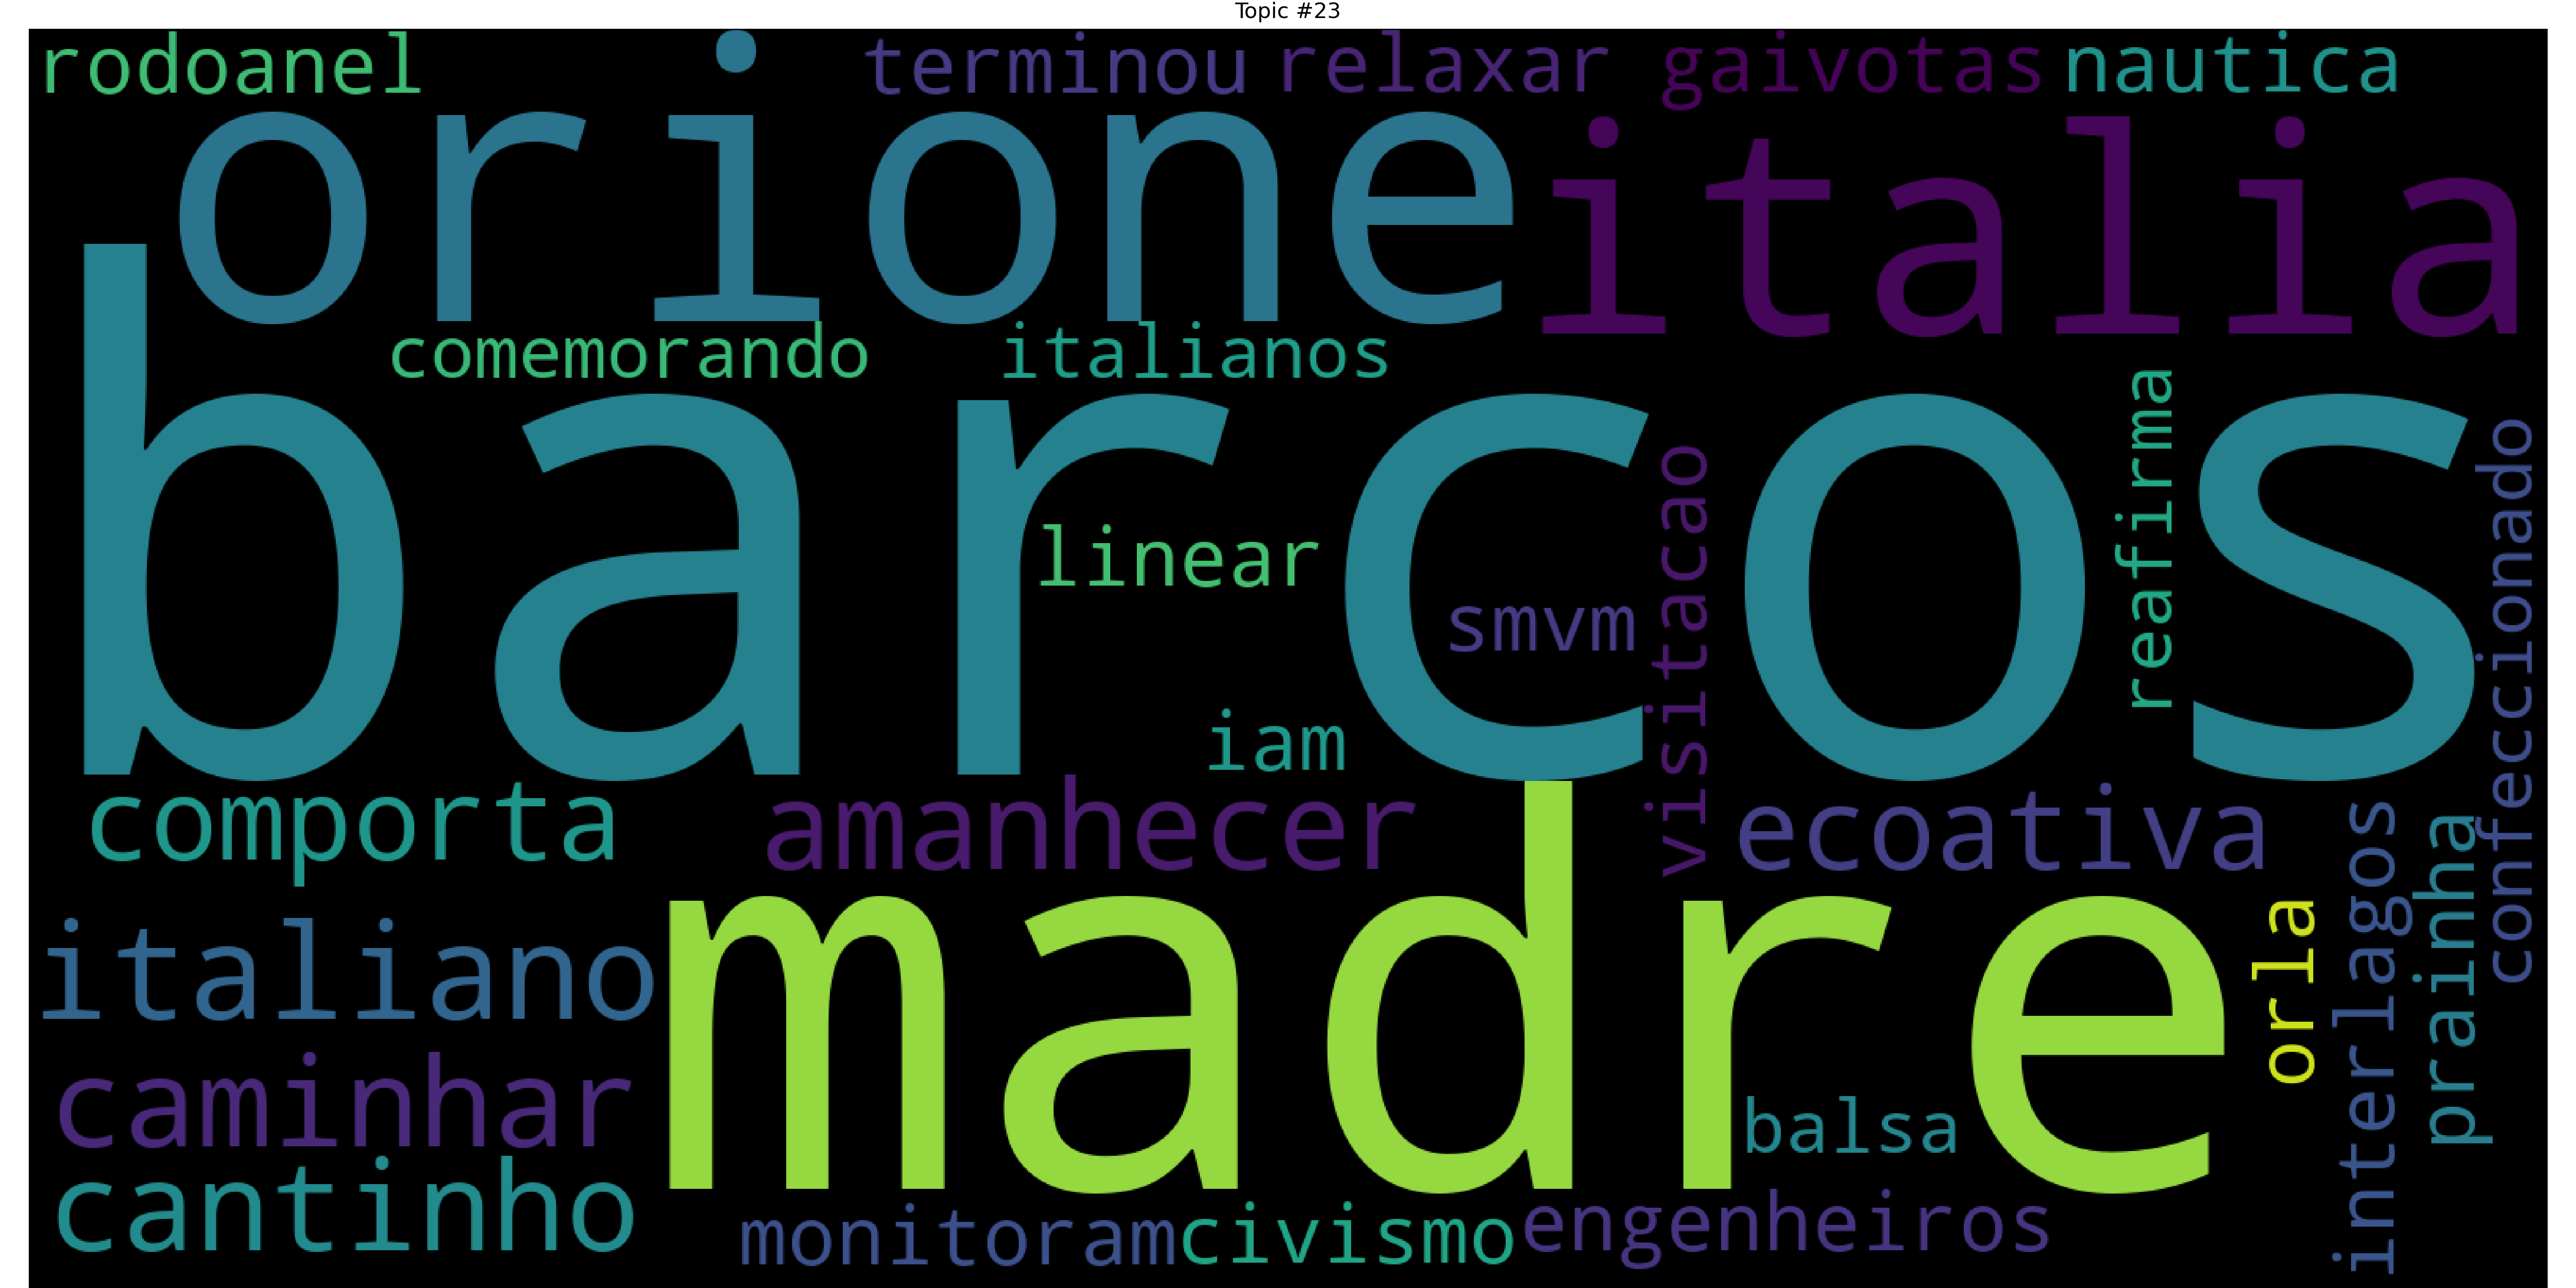 Topic #23
rodoanel
terminou
relaxar
gaivotas
nautica
orione
italia
comemorando
italianos
barcos
linear
smvm
visitacao
reafirma
confeccionado
iam
comporta
amanhecer
ecoativa
italiano
madre
orla
interlagos
prainha
caminhar
balsa
cantinho
monitoram
civismo
engenheiros